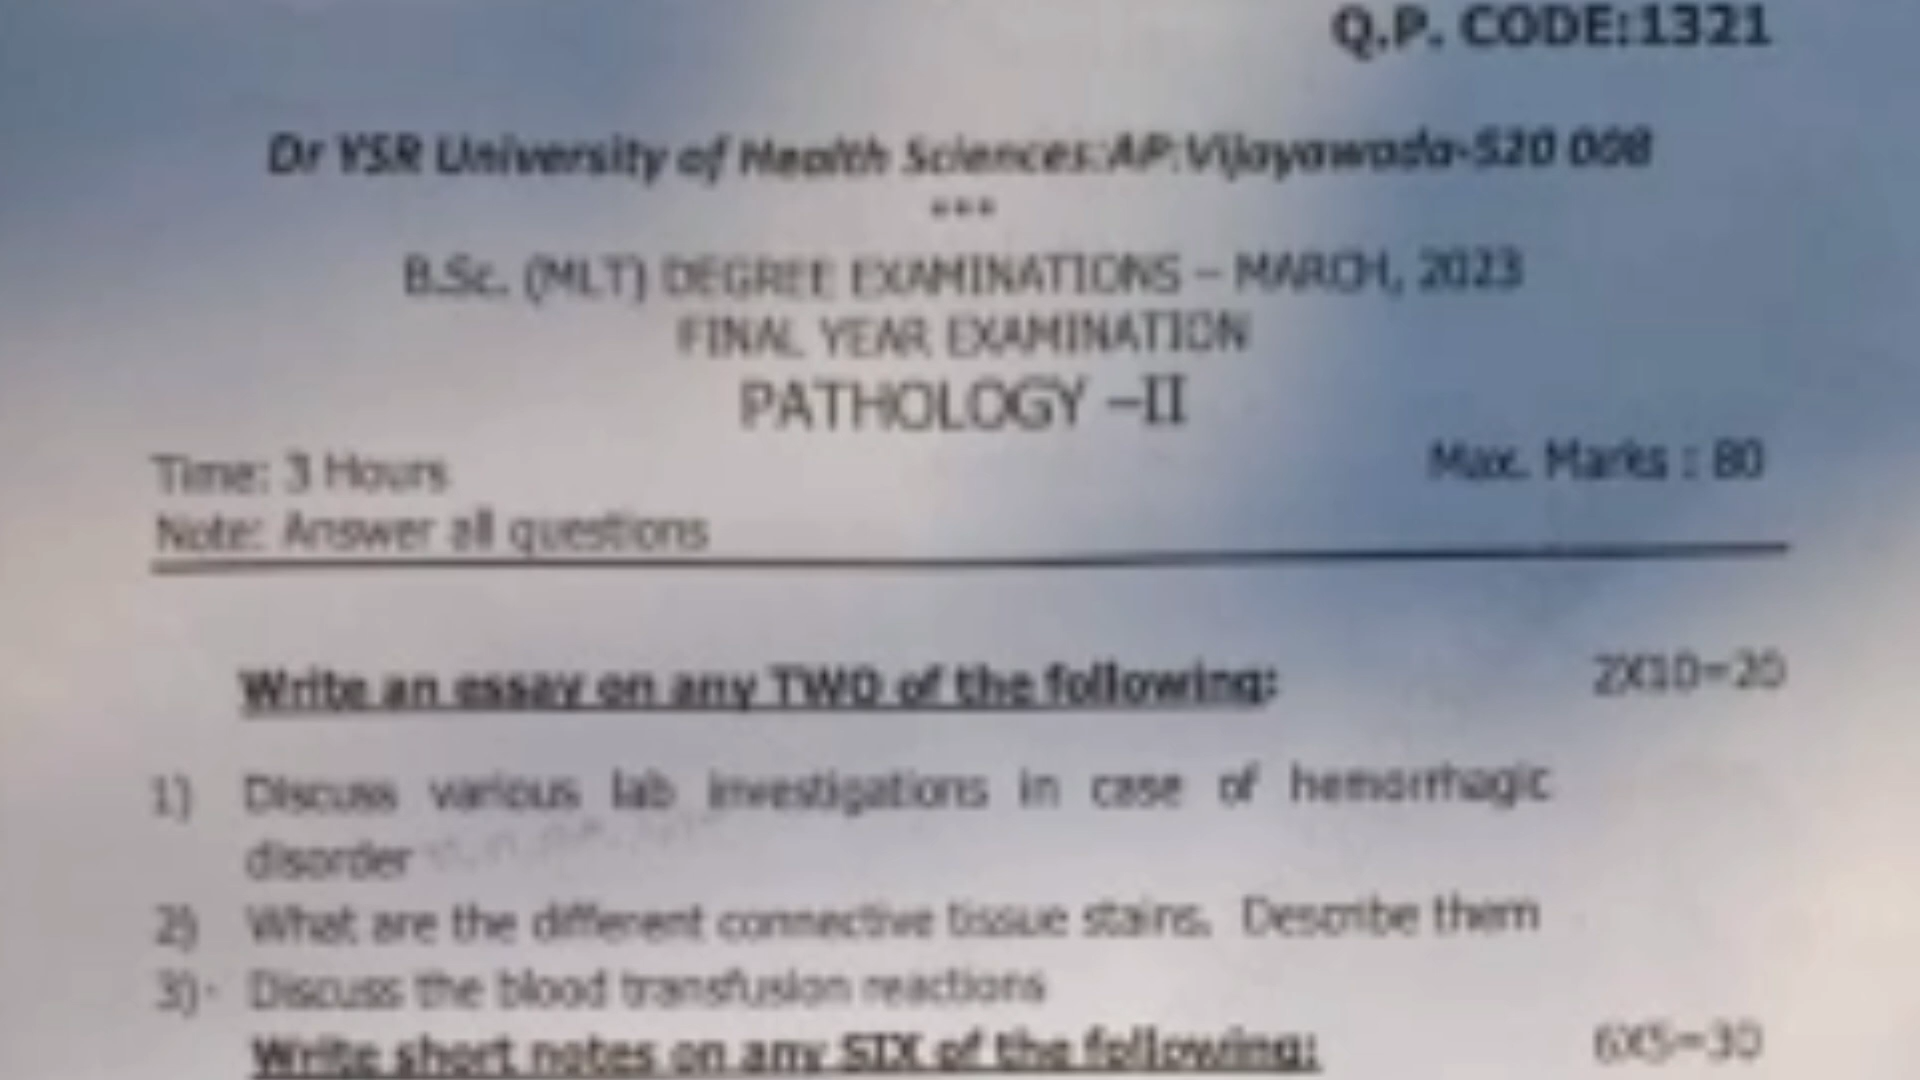 Q.P. CODE:1321
Dr YSR University of Health Sciences:AP:Vijayawada-520 008
***
B.Sc. (MLT) DEGREE EXAMINATIONS – MARCH, 2023
FINAL YEAR EXAMINATION
PATHOLOGY –II
Time: 3 Hours
Max. Marks : 80
Note: Answer all questions
Write an essay on any TWO of the following:
2X10=20
1) Discuss various lab investigations in case of hemorrhagic
disorder
2) What are the different connective tissue stains. Describe them
3) Discuss the blood transfusion reactions
Write short notes on any SIX of the following:
6X5=30